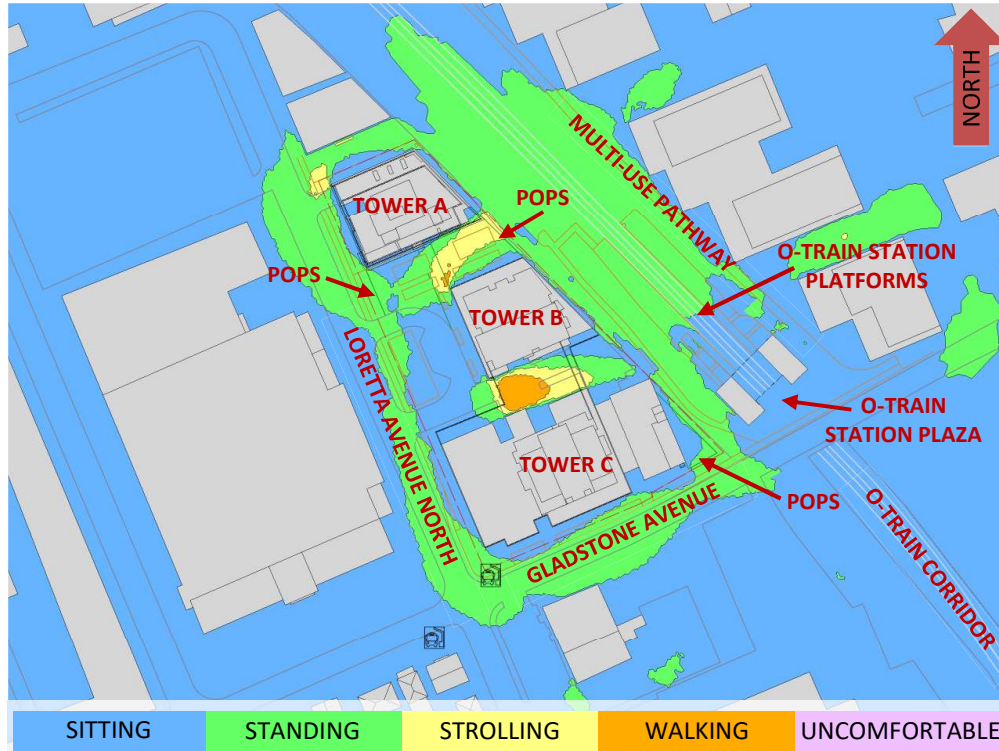 NORTH
MULTI-USE PATHWAY
TOWER A
POPS
O-TRAIN STATION
PLATFORMS
POPS
TOWER B
LORETTA AVENUE NORTH
O-TRAIN
STATION PLAZA
TOWER C
POPS
GLADSTONE AVENUE
O-TRAIN CORRIDOR
SITTING
STANDING
STROLLING
WALKING
UNCOMFORTABLE